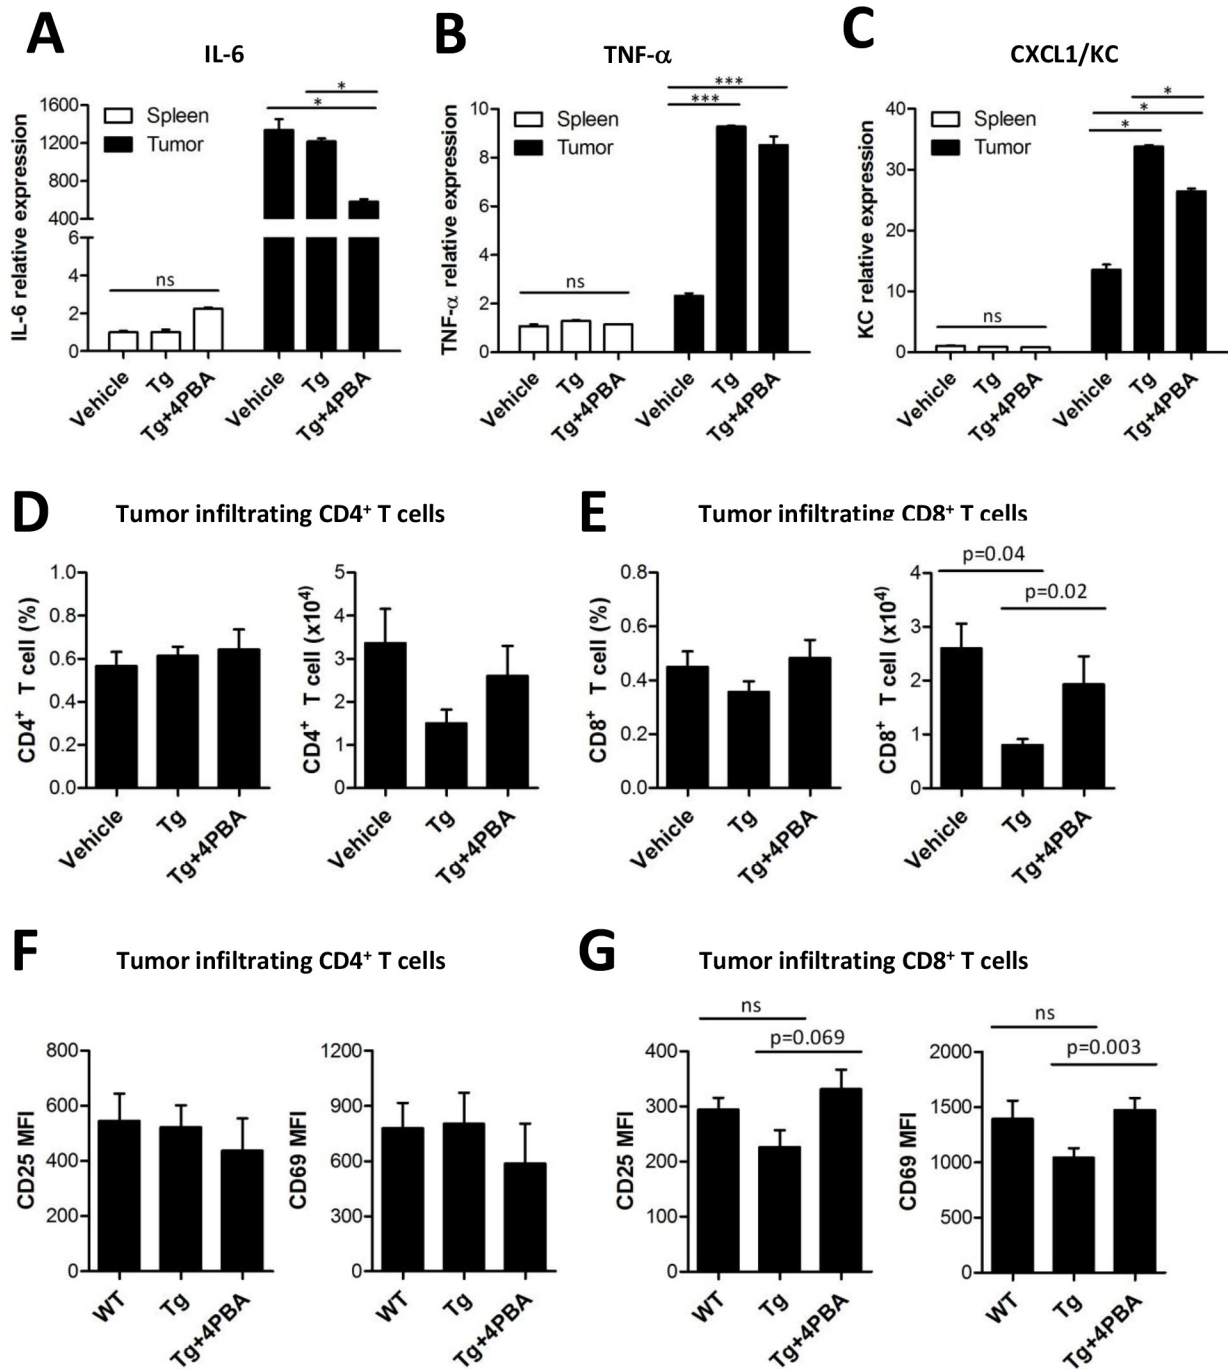 A
IL-6
IL-6 relative expression
1600
1200
800
400
6
4
2
0
Spleen
Tumor
ns
*
*
Vehicle
Tg
Tg+4PBA
Vehicle
Tg
Tg+4PBA
B
TNF-α
TNF-α relative expression
10
8
6
4
2
0
Spleen
Tumor
ns
***
***
Vehicle
Tg
Tg+4PBA
Vehicle
Tg
Tg+4PBA
C
CXCL1/KC
KC relative expression
40
30
20
10
0
Spleen
Tumor
ns
*
*
*
Vehicle
Tg
Tg+4PBA
Vehicle
Tg
Tg+4PBA
D
Tumor infiltrating CD4⁺ T cells
CD4⁺ T cell (%)
1.0
0.8
0.6
0.4
0.2
0.0
Vehicle
Tg
Tg+4PBA
CD4⁺ T cell (x10⁴)
5
4
3
2
1
0
Vehicle
Tg
Tg+4PBA
E
Tumor infiltrating CD8⁺ T cells
CD8⁺ T cell (%)
0.8
0.6
0.4
0.2
0.0
Vehicle
Tg
Tg+4PBA
CD8⁺ T cell (x10⁴)
4
3
2
1
0
p=0.04
p=0.02
Vehicle
Tg
Tg+4PBA
F
Tumor infiltrating CD4⁺ T cells
CD25 MFI
800
600
400
200
0
WT
Tg
Tg+4PBA
CD69 MFI
1200
900
600
300
0
WT
Tg
Tg+4PBA
G
Tumor infiltrating CD8⁺ T cells
CD25 MFI
400
300
200
100
0
ns
p=0.069
WT
Tg
Tg+4PBA
CD69 MFI
2000
1500
1000
500
0
ns
p=0.003
WT
Tg
Tg+4PBA